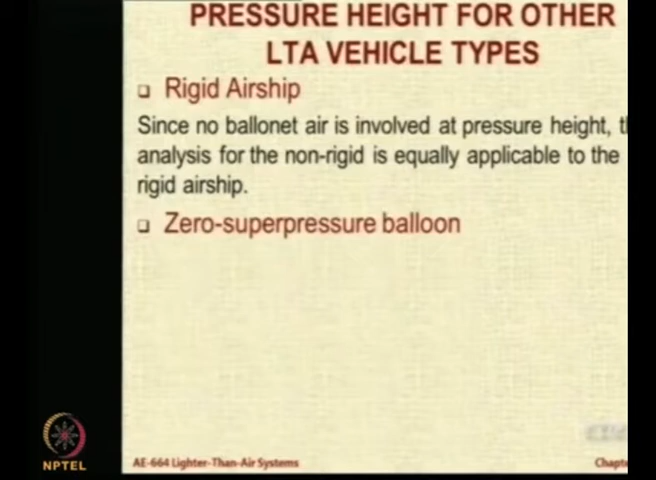 PRESSURE HEIGHT FOR OTHER
LTA VEHICLE TYPES
Rigid Airship
Since no ballonet air is involved at pressure height,
analysis for the non-rigid is equally applicable to the
rigid airship.
Zero-superpressure balloon
NPTEL
AE-664 Lighter-Than-Air Systems